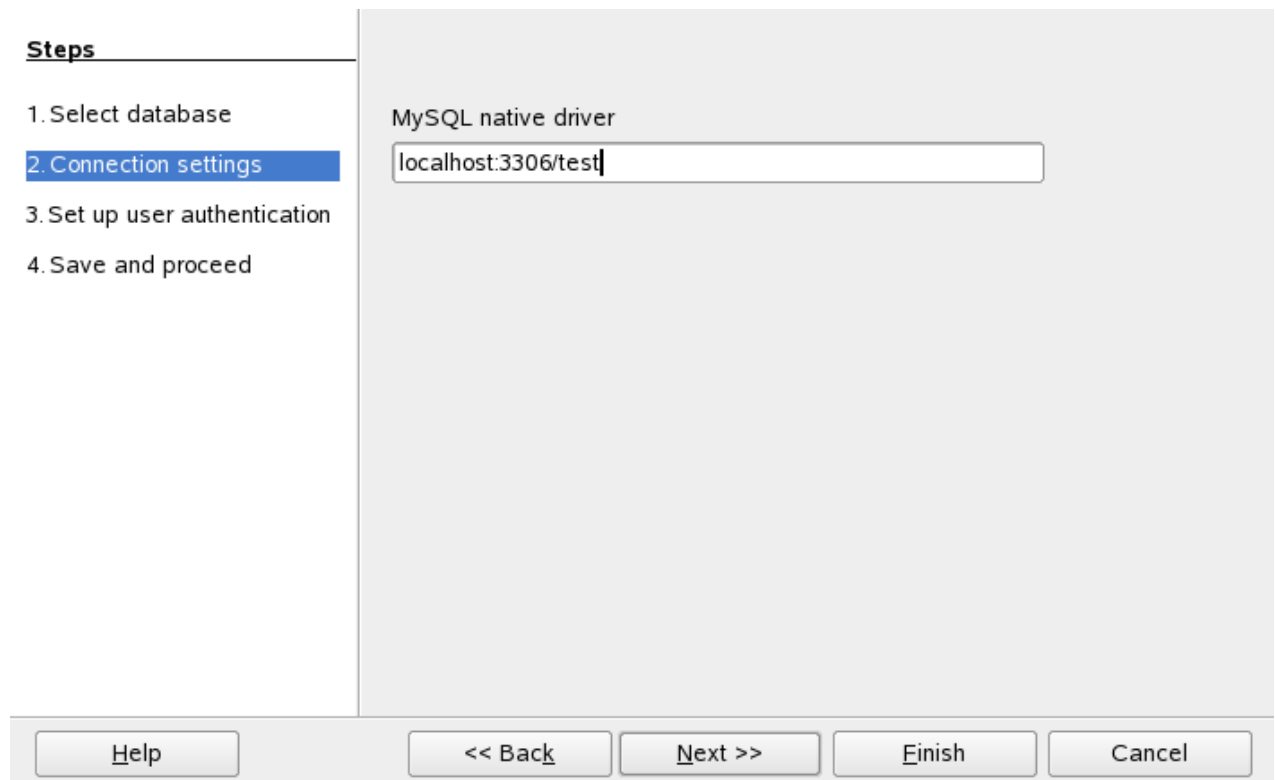 Steps
1. Select database
2. Connection settings
3. Set up user authentication
4. Save and proceed
MySQL native driver
localhost:3306/test
Help
<< Back
Next >>
Finish
Cancel